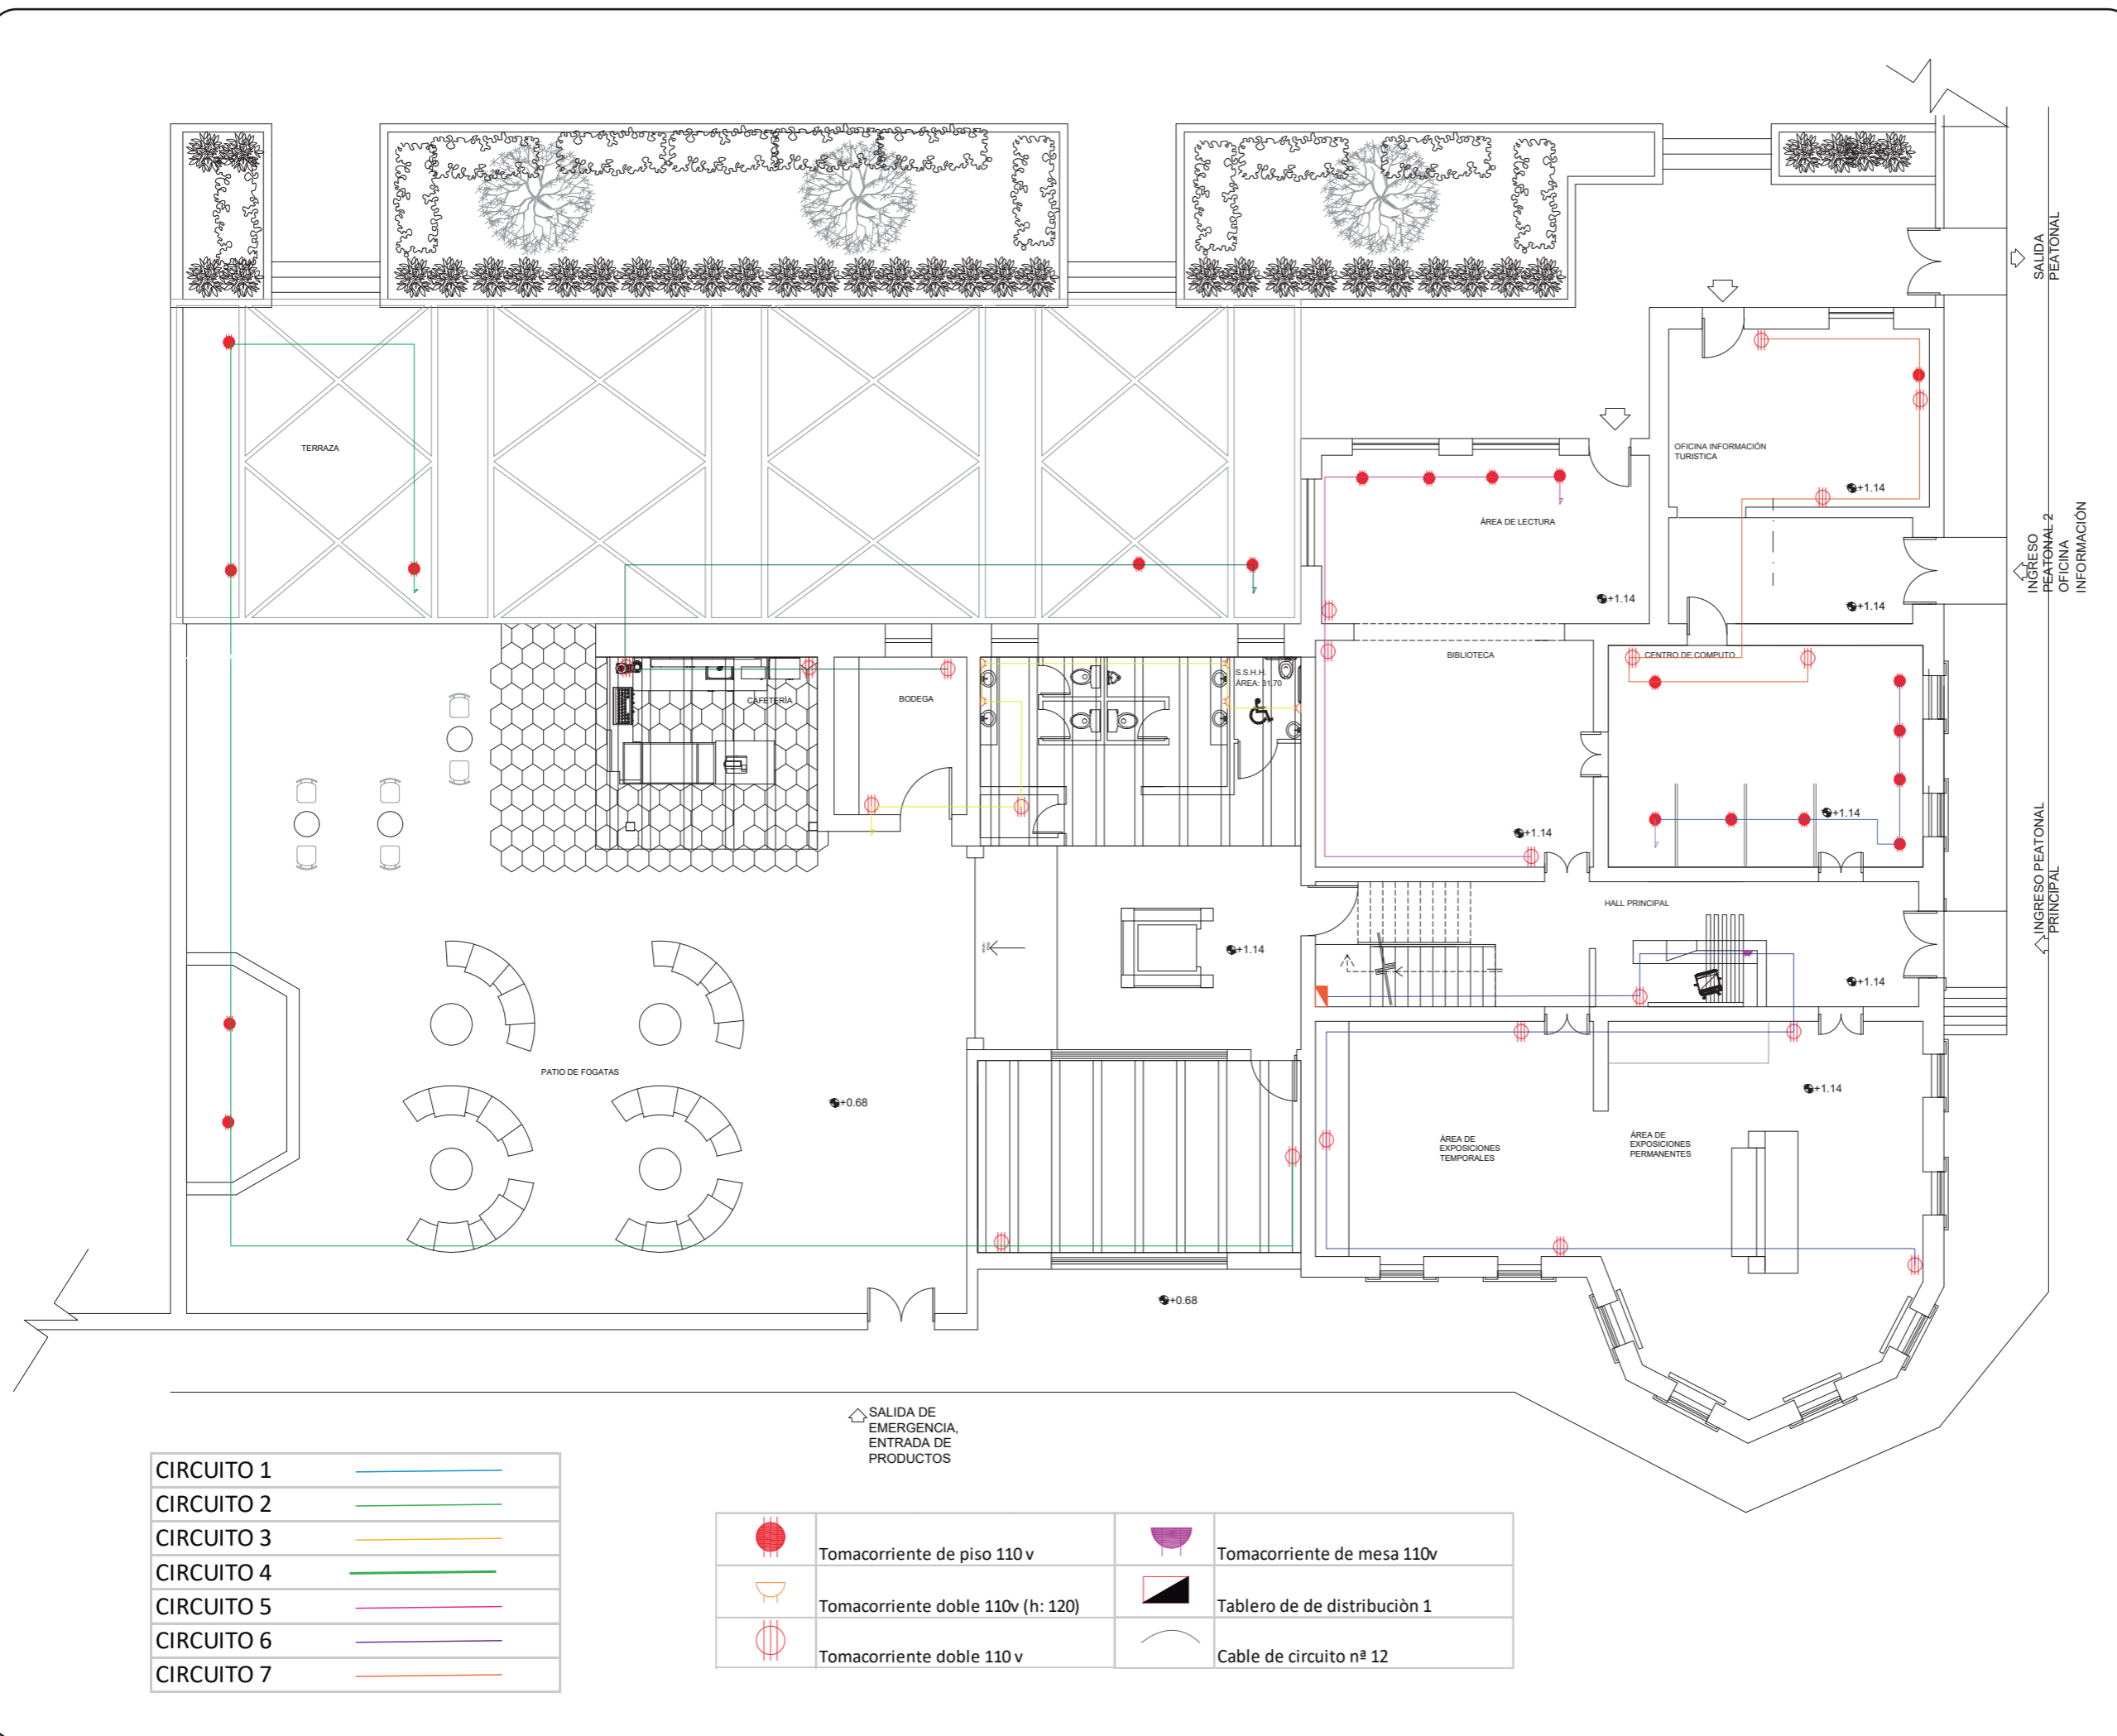 SALIDA
PEATONAL
TERRAZA
OFICINA INFORMACIÓN
TURISTICA
+1.14
ÁREA DE LECTURA
INGRESO
PEATONAL 2
OFICINA
INFORMACIÓN
+1.14
+1.14
BIBLIOTECA
CENTRO DE COMPUTO
S.S.H.H.
ÁREA: 31.70
CAFETERÍA
BODEGA
+1.14
+1.14
INGRESO PEATONAL
PRINCIPAL
HALL PRINCIPAL
+1.14
+1.14
PATIO DE FOGATAS
+0.68
+1.14
ÁREA DE
EXPOSICIONES
TEMPORALES
ÁREA DE
EXPOSICIONES
PERMANENTES
+0.68
SALIDA DE
EMERGENCIA,
ENTRADA DE
PRODUCTOS
CIRCUITO 1
CIRCUITO 2
CIRCUITO 3
CIRCUITO 4
CIRCUITO 5
CIRCUITO 6
CIRCUITO 7
Tomacorriente de piso 110 v
Tomacorriente de mesa 110v
Tomacorriente doble 110v (h: 120)
Tablero de de distribuciòn 1
Tomacorriente doble 110 v
Cable de circuito nª 12